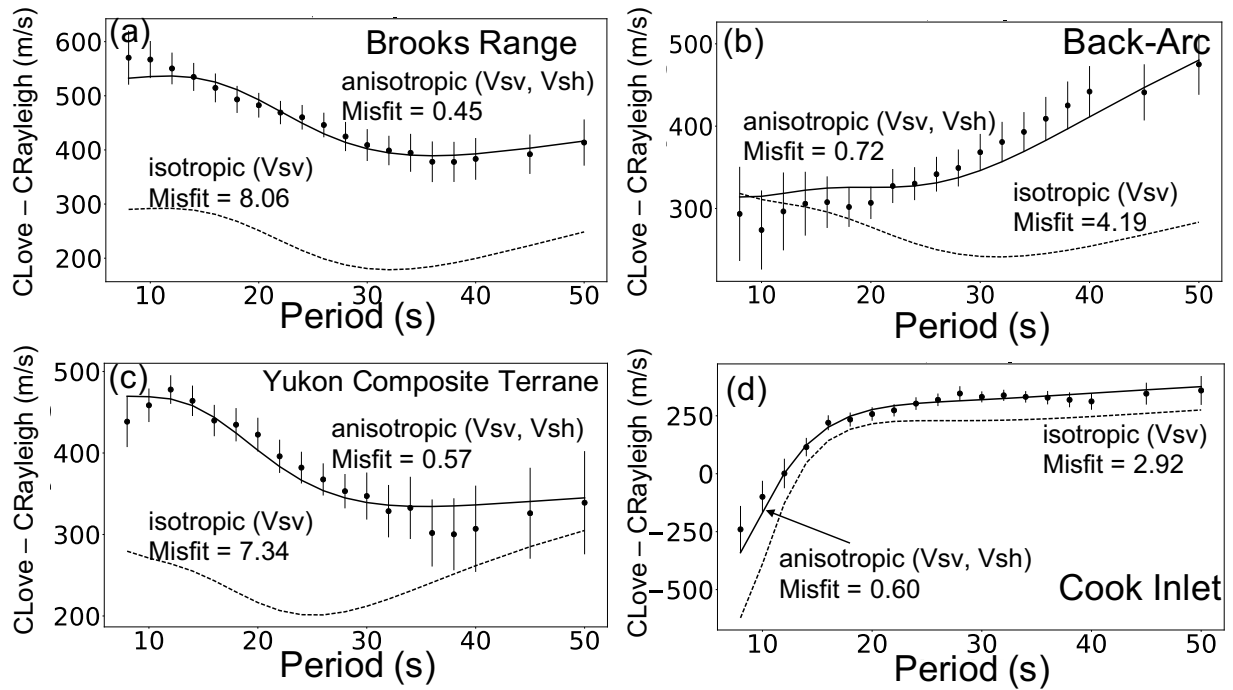 (a)
Brooks Range
CLove – CRayleigh (m/s)
600
500
400
300
200
anisotropic (Vsv, Vsh)
Misfit = 0.45
isotropic (Vsv)
Misfit = 8.06
10 20 30 40 50
Period (s)
(b)
Back-Arc
CLove – CRayleigh (m/s)
500
400
300
anisotropic (Vsv, Vsh)
Misfit = 0.72
isotropic (Vsv)
Misfit =4.19
10 20 30 40 50
Period (s)
(c)
Yukon Composite Terrane
CLove – CRayleigh (m/s)
500
400
300
200
anisotropic (Vsv, Vsh)
Misfit = 0.57
isotropic (Vsv)
Misfit = 7.34
10 20 30 40 50
Period (s)
(d)
CLove – CRayleigh (m/s)
250
0
−250
−500
isotropic (Vsv)
Misfit = 2.92
anisotropic (Vsv, Vsh)
Misfit = 0.60
Cook Inlet
10 20 30 40 50
Period (s)